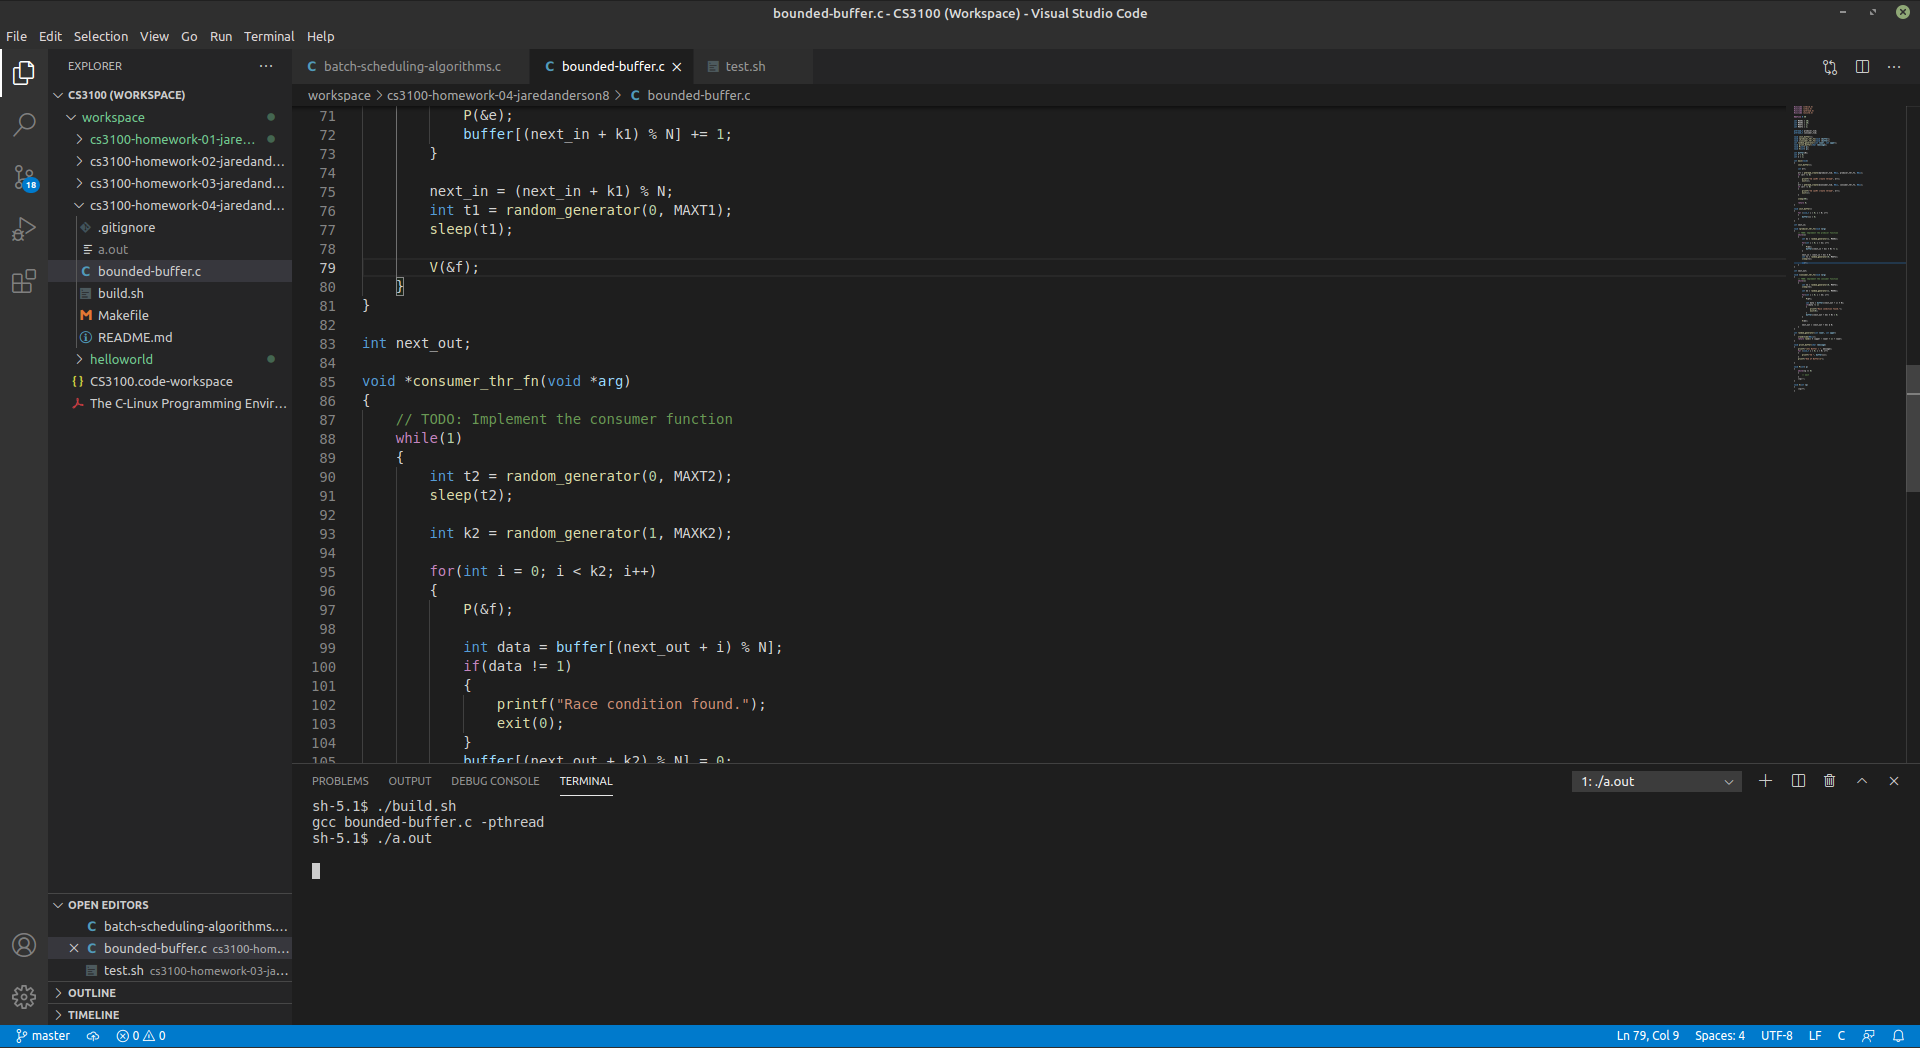 bounded-buffer.c - CS3100 (Workspace) - Visual Studio Code
File Edit Selection View Go Run Terminal Help
EXPLORER
CS3100 (WORKSPACE)
workspace
cs3100-homework-01-jare...
cs3100-homework-02-jaredand...
cs3100-homework-03-jaredand...
cs3100-homework-04-jaredand...
.gitignore
a.out
bounded-buffer.c
build.sh
Makefile
README.md
helloworld
CS3100.code-workspace
The C-Linux Programming Envir...
18
OPEN EDITORS
batch-scheduling-algorithms....
bounded-buffer.c cs3100-hom...
test.sh cs3100-homework-03-ja...
OUTLINE
TIMELINE
batch-scheduling-algorithms.c
bounded-buffer.c
test.sh
workspace > cs3100-homework-04-jaredanderson8 > C bounded-buffer.c
71 P(&e);
72 buffer[(next_in + k1) % N] += 1;
73 }
74
75 next_in = (next_in + k1) % N;
76 int t1 = random_generator(0, MAXT1);
77 sleep(t1);
78
79 V(&f);
80 }
81 }
82
83 int next_out;
84
85 void *consumer_thr_fn(void *arg)
86 {
87 // TODO: Implement the consumer function
88 while(1)
89 {
90 int t2 = random_generator(0, MAXT2);
91 sleep(t2);
92
93 int k2 = random_generator(1, MAXK2);
94
95 for(int i = 0; i < k2; i++)
96 {
97 P(&f);
98
99 int data = buffer[(next_out + i) % N];
100 if(data != 1)
101 {
102 printf("Race condition found.");
103 exit(0);
104 }
105 buffer[(next_out + k2) % N] = 0;
PROBLEMS OUTPUT DEBUG CONSOLE TERMINAL
1: ./a.out
sh-5.1$ ./build.sh
gcc bounded-buffer.c -pthread
sh-5.1$ ./a.out
master 0 0
Ln 79, Col 9 Spaces: 4 UTF-8 LF C